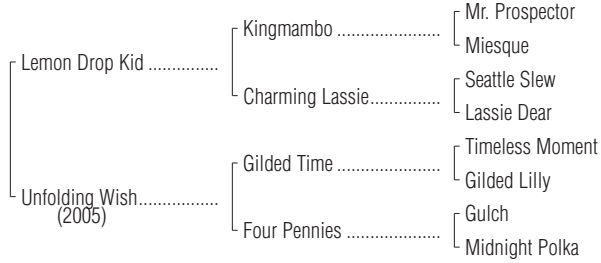 Mr. Prospector
Kingmambo ......................
Miesque
Lemon Drop Kid ...............
Seattle Slew
Charming Lassie...............
Lassie Dear
Timeless Moment
Gilded Time ......................
Gilded Lilly
Unfolding Wish.................
(2005)
Gulch
Four Pennies ....................
Midnight Polka